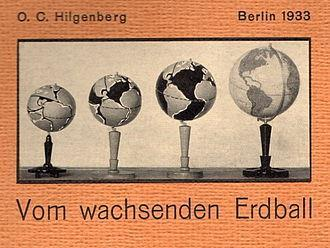 O. C. Hilgenberg Berlin 1933
Vom wachsenden Erdball